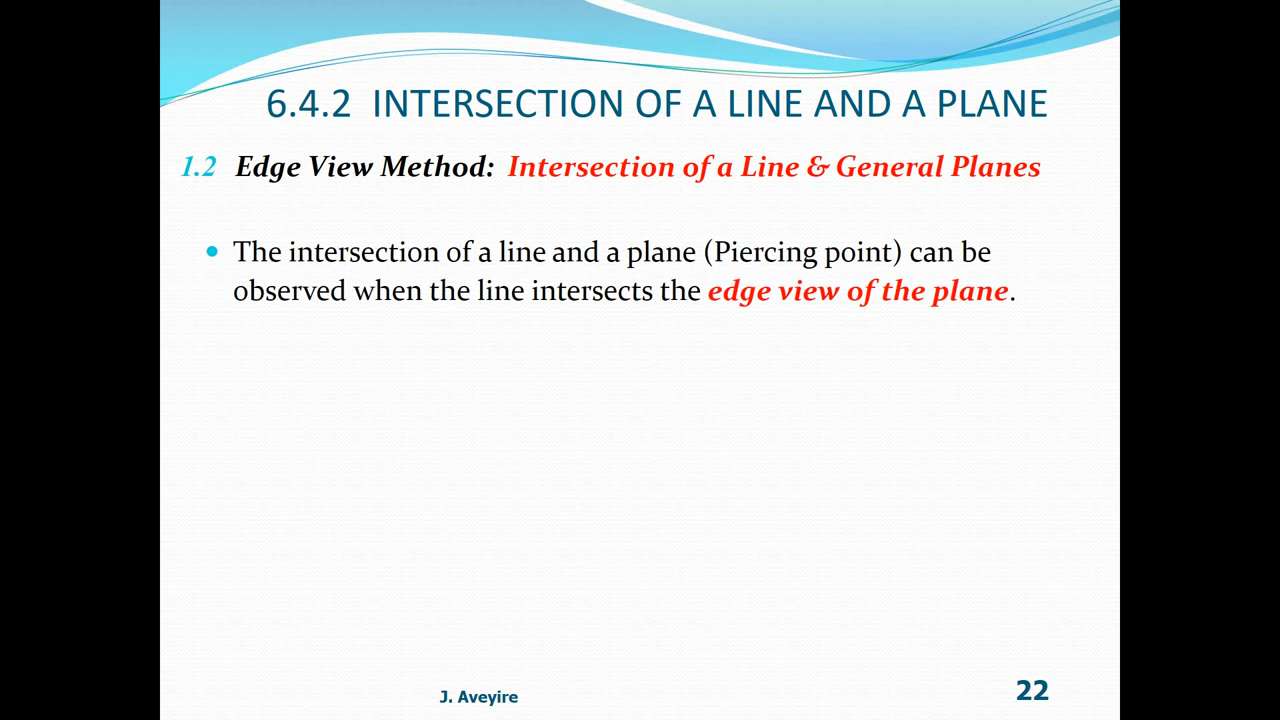 6.4.2 INTERSECTION OF A LINE AND A PLANE
1.2 Edge View Method: Intersection of a Line & General Planes
• The intersection of a line and a plane (Piercing point) can be
observed when the line intersects the edge view of the plane.
J. Aveyire
22